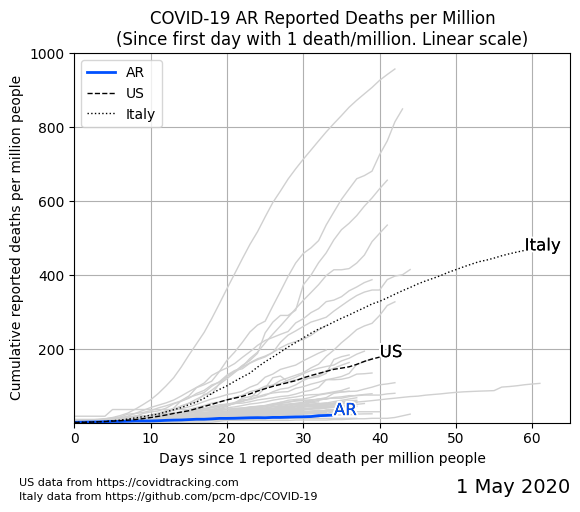 COVID-19 AR Reported Deaths per Million
(Since first day with 1 death/million. Linear scale)
Cumulative reported deaths per million people
1000
800
600
400
200
AR
US
Italy
Italy
US
AR
0
10
20
30
40
50
60
Days since 1 reported death per million people
US data from https://covidtracking.com
Italy data from https://github.com/pcm-dpc/COVID-19
1 May 2020